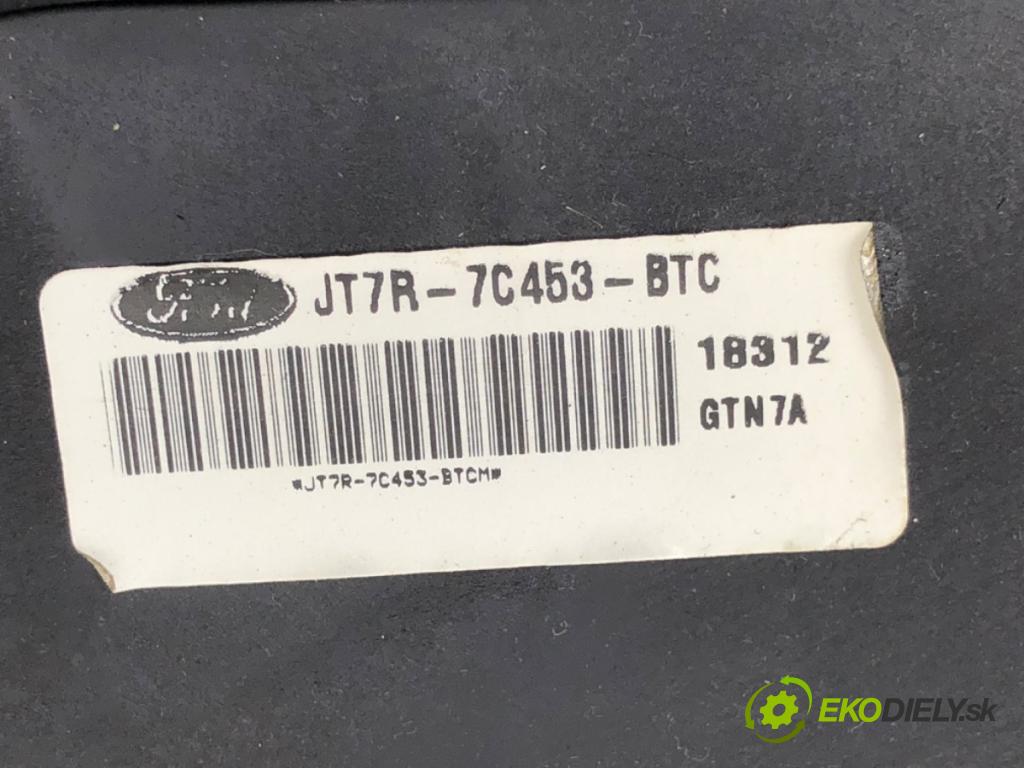 Ford JT7R-7C453-BTC
18312
GTN7A
*JT7R-7C453-BTCM*
EKODIELY.sk